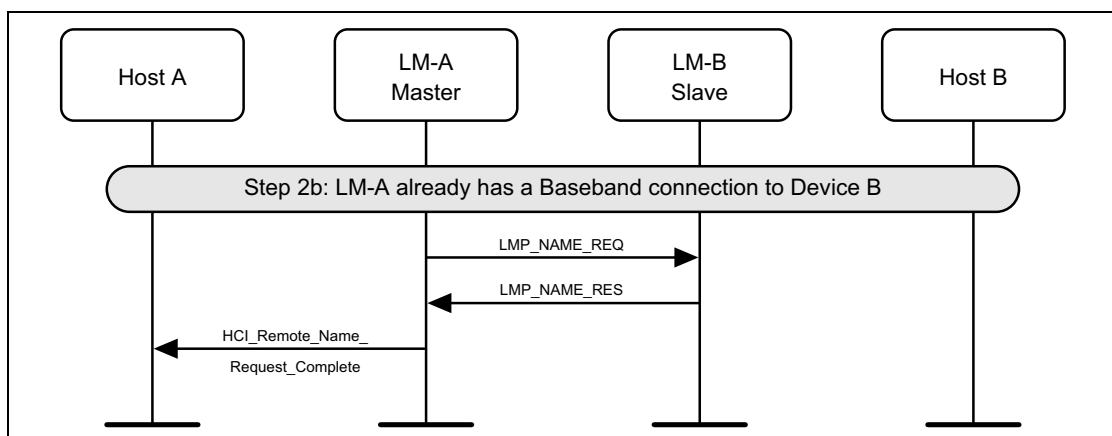 Host A
LM-A
Master
LM-B
Slave
Host B
Step 2b: LM-A already has a Baseband connection to Device B
LMP_NAME_REQ
LMP_NAME_RES
HCI_Remote_Name_
Request_Complete